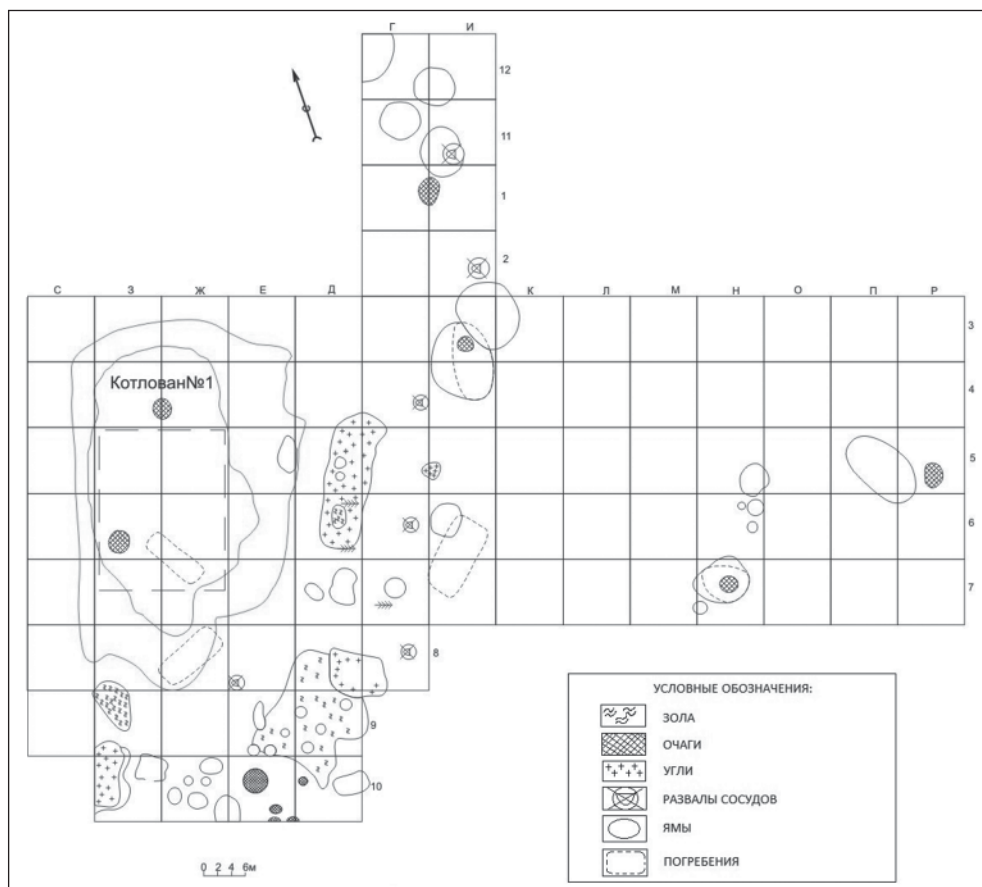 Г И
12
11
1
2
С З Ж Е Д К Л М Н О П Р
3
Котлован№1
4
5
6
7
8
9
10
УСЛОВНЫЕ ОБОЗНАЧЕНИЯ:
ЗОЛА
ОЧАГИ
УГЛИ
РАЗВАЛЫ СОСУДОВ
ЯМЫ
ПОГРЕБЕНИЯ
0 2 4 6м